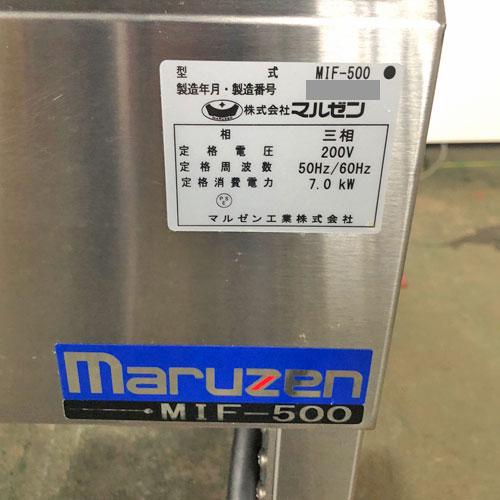 型式 MIF-500
製造年月・製造番号
株式会社マルゼン
相 三相
定格電圧 200V
定格周波数 50Hz/60Hz
定格消費電力 7.0 kW
PSE
マルゼン工業株式会社
maruzen
MIF-500